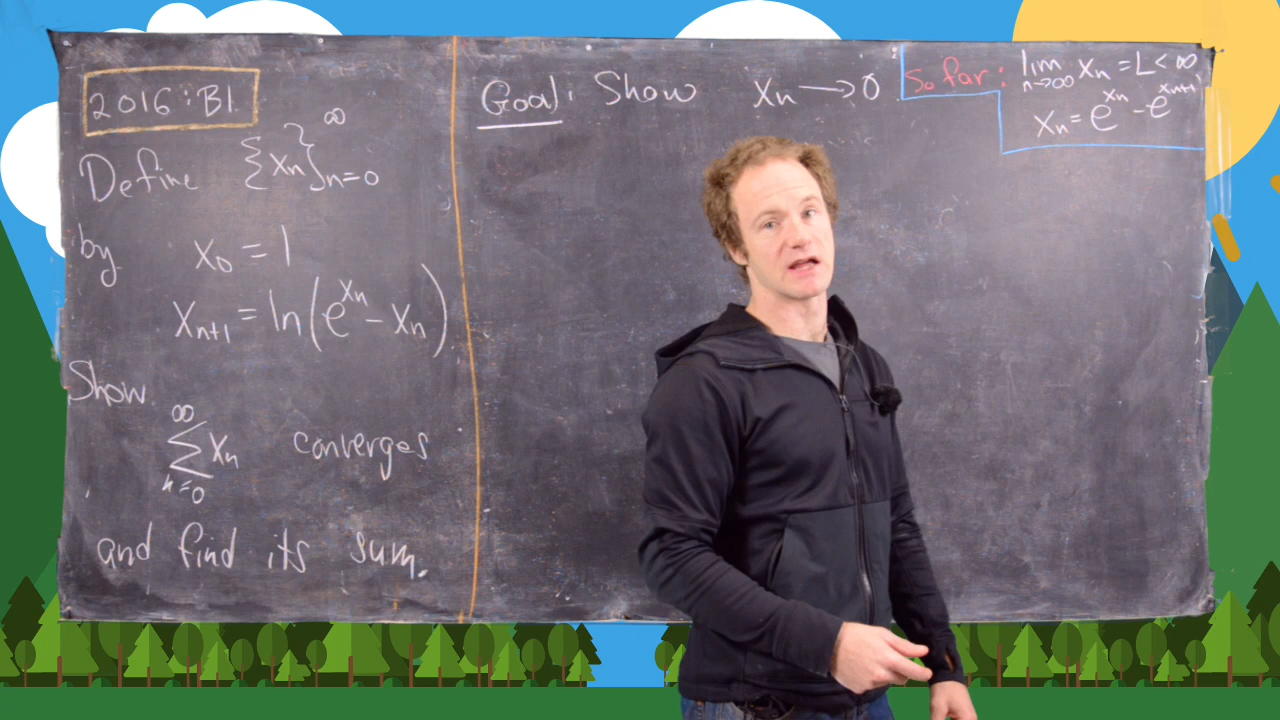 2016:B1
Define {xₙ}ₙ₌₀^∞
by x₀ = 1
xₙ₊₁ = ln(e^xₙ - xₙ)
Show
∞
∑ xₙ converges
n=0
and find its sum.
Goal: Show xₙ → 0
So far: lim xₙ = L < ∞
n→∞
xₙ = e^xₙ - e^xₙ₊₁